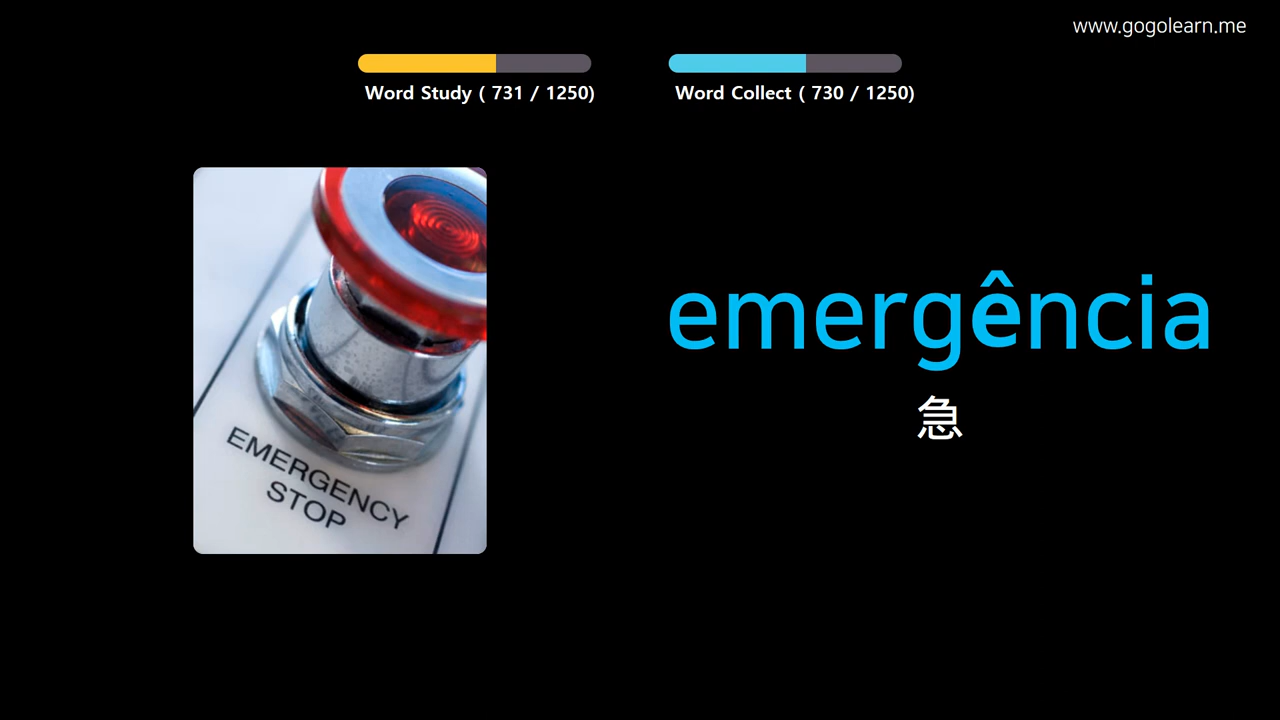 www.gogolearn.me
Word Study ( 731 / 1250)
Word Collect ( 730 / 1250)
EMERGENCY
STOP
emergência
急